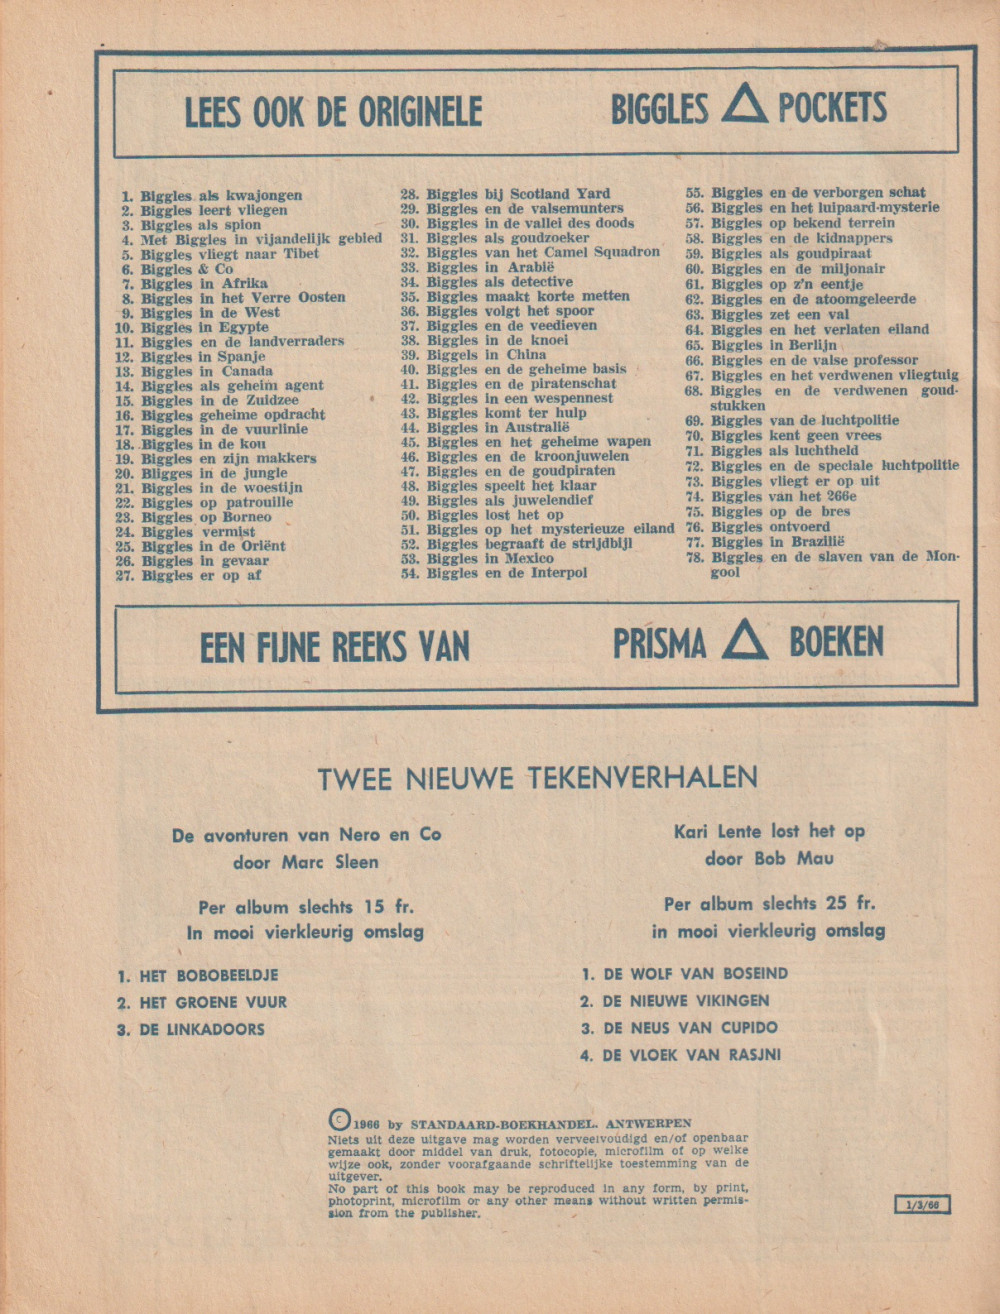 LEES OOK DE ORIGINELE BIGGLES △ POCKETS
1. Biggles als kwajongen
2. Biggles leert vliegen
3. Biggles als spion
4. Met Biggles in vijandelijk gebied
5. Biggles vliegt naar Tibet
6. Biggles & Co
7. Biggles in Afrika
8. Biggles in het Verre Oosten
9. Biggles in de West
10. Biggles in Egypte
11. Biggles en de landverraders
12. Biggles in Spanje
13. Biggles in Canada
14. Biggles als geheim agent
15. Biggles in de Zuidzee
16. Biggles geheime opdracht
17. Biggles in de vuurlinie
18. Biggles in de kou
19. Biggles en zijn makkers
20. Bligges in de jungle
21. Biggles in de woestijn
22. Biggles op patrouille
23. Biggles op Borneo
24. Biggles vermist
25. Biggles in de Oriënt
26. Biggles in gevaar
27. Biggles er op af
28. Biggles bij Scotland Yard
29. Biggles en de valsemunters
30. Biggles in de vallei des doods
31. Biggles als goudzoeker
32. Biggles van het Camel Squadron
33. Biggles in Arabië
34. Biggles als detective
35. Biggles maakt korte metten
36. Biggles volgt het spoor
37. Biggles en de veedieven
38. Biggles in de knoei
39. Biggels in China
40. Biggles en de geheime basis
41. Biggles en de piratenschat
42. Biggles in een wespennest
43. Biggles komt ter hulp
44. Biggles in Australië
45. Biggles en het geheime wapen
46. Biggles en de kroonjuwelen
47. Biggles en de goudpiraten
48. Biggles speelt het klaar
49. Biggles als juwelendief
50. Biggles lost het op
51. Biggles op het mysterieuze eiland
52. Biggles begraaft de strijdbijl
53. Biggles in Mexico
54. Biggles en de Interpol
55. Biggles en de verborgen schat
56. Biggles en het luipaard-mysterie
57. Biggles op bekend terrein
58. Biggles en de kidnappers
59. Biggles als goudpiraat
60. Biggles en de miljonair
61. Biggles op z'n eentje
62. Biggles en de atoomgeleerde
63. Biggles zet een val
64. Biggles en het verlaten eiland
65. Biggles in Berlijn
66. Biggles en de valse professor
67. Biggles en het verdwenen vliegtuig
68. Biggles en de verdwenen goud-
stukken
69. Biggles van de luchtpolitie
70. Biggles kent geen vrees
71. Biggles als luchtheld
72. Biggles en de speciale luchtpolitie
73. Biggles vliegt er op uit
74. Biggles van het 266e
75. Biggles op de bres
76. Biggles ontvoerd
77. Biggles in Brazilië
78. Biggles en de slaven van de Mon-
gool
EEN FIJNE REEKS VAN PRISMA △ BOEKEN
TWEE NIEUWE TEKENVERHALEN
De avonturen van Nero en Co
door Marc Sleen
Per album slechts 15 fr.
In mooi vierkleurig omslag
1. HET BOBOBEELDJE
2. HET GROENE VUUR
3. DE LINKADOORS
Kari Lente lost het op
door Bob Mau
Per album slechts 25 fr.
in mooi vierkleurig omslag
1. DE WOLF VAN BOSEIND
2. DE NIEUWE VIKINGEN
3. DE NEUS VAN CUPIDO
4. DE VLOEK VAN RASJNI
© 1966 by STANDAARD-BOEKHANDEL. ANTWERPEN
Niets uit deze uitgave mag worden verveelvoudigd en/of openbaar
gemaakt door middel van druk, fotocopie, microfilm of op welke
wijze ook, zonder voorafgaande schriftelijke toestemming van de
uitgever.
No part of this book may be reproduced in any form, by print,
photoprint, microfilm or any other means without written permis-
sion from the publisher.
1/3/66